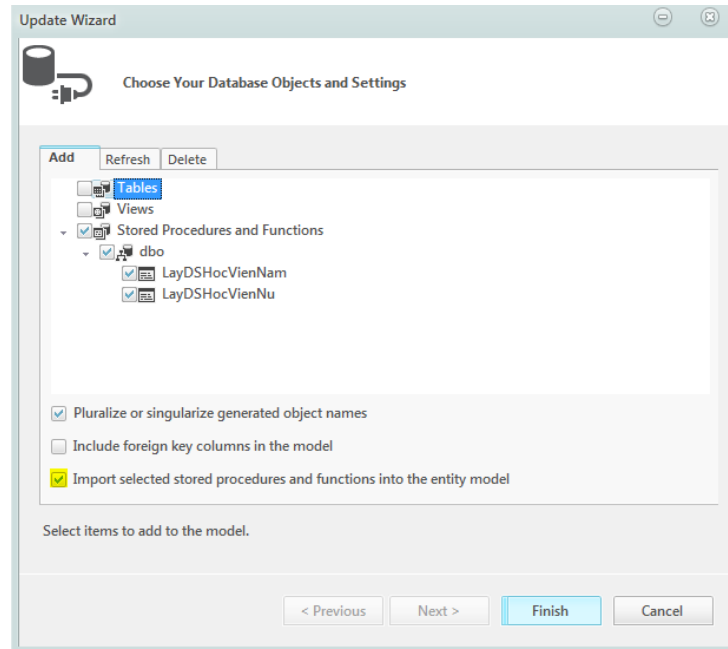 Update Wizard
Choose Your Database Objects and Settings
Add Refresh Delete
Tables
Views
Stored Procedures and Functions
dbo
LayDSHocVienNam
LayDSHocVienNu
Pluralize or singularize generated object names
Include foreign key columns in the model
Import selected stored procedures and functions into the entity model
Select items to add to the model.
< Previous Next > Finish Cancel